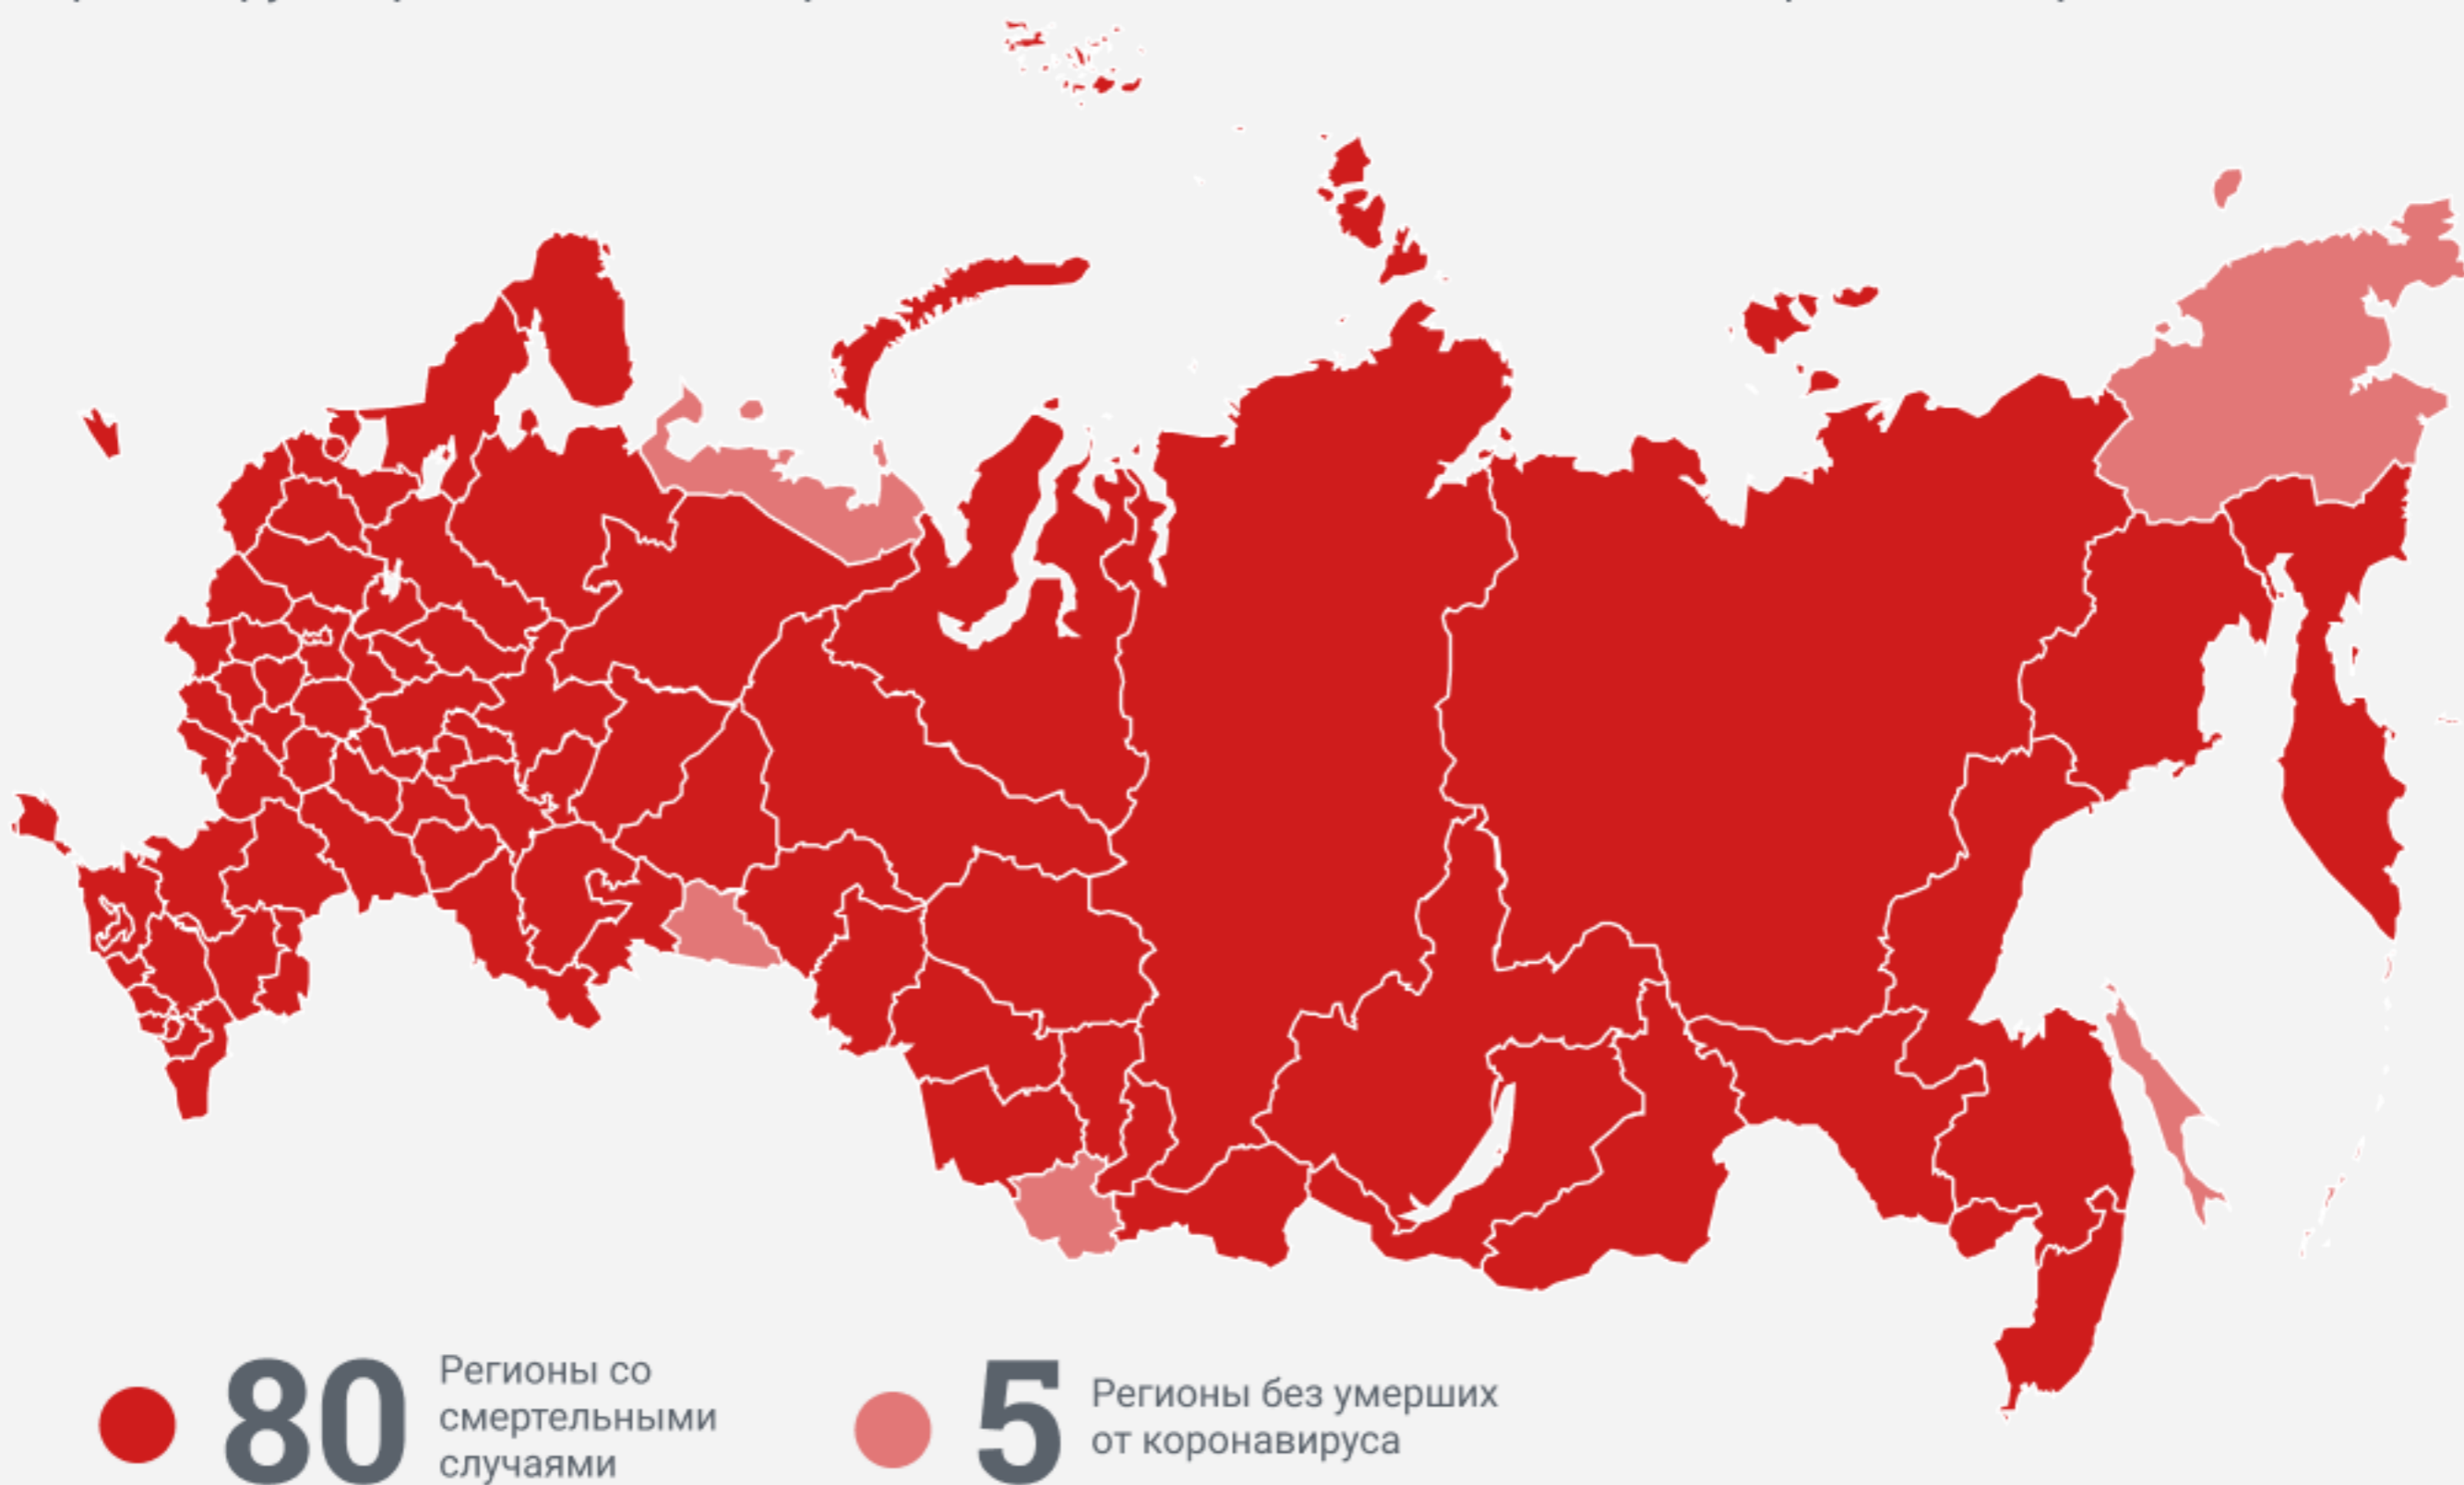 80
Регионы со
смертельными
случаями
5
Регионы без умерших
от коронавируса